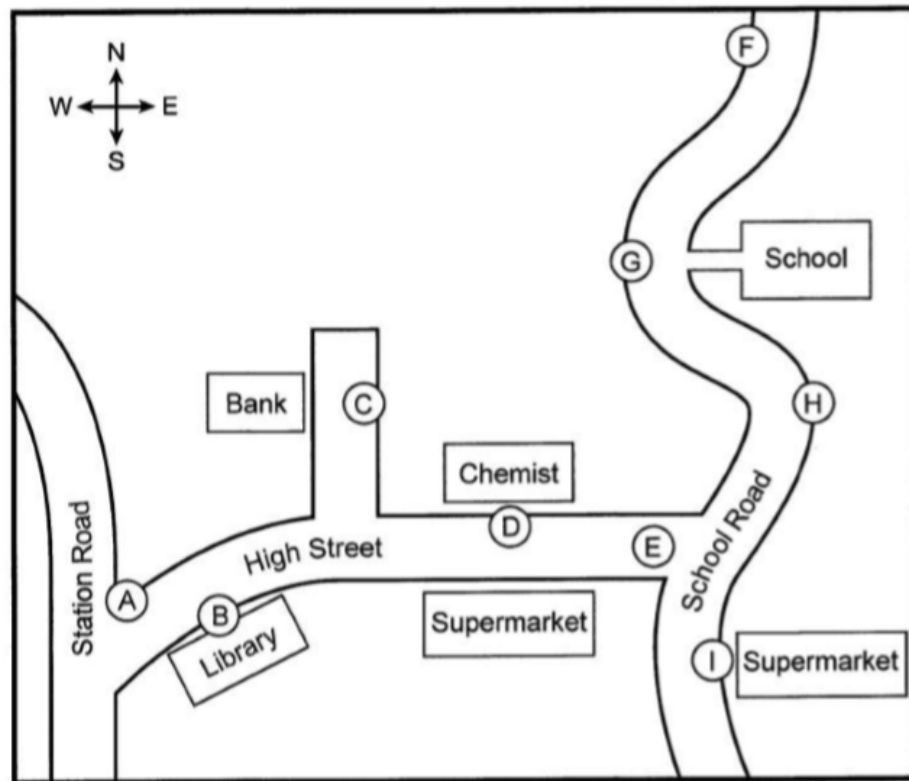 N
W E
S
F
G
School
Bank
C
H
Chemist
D
High Street
E
School Road
Station Road
A
B
Library
Supermarket
I
Supermarket